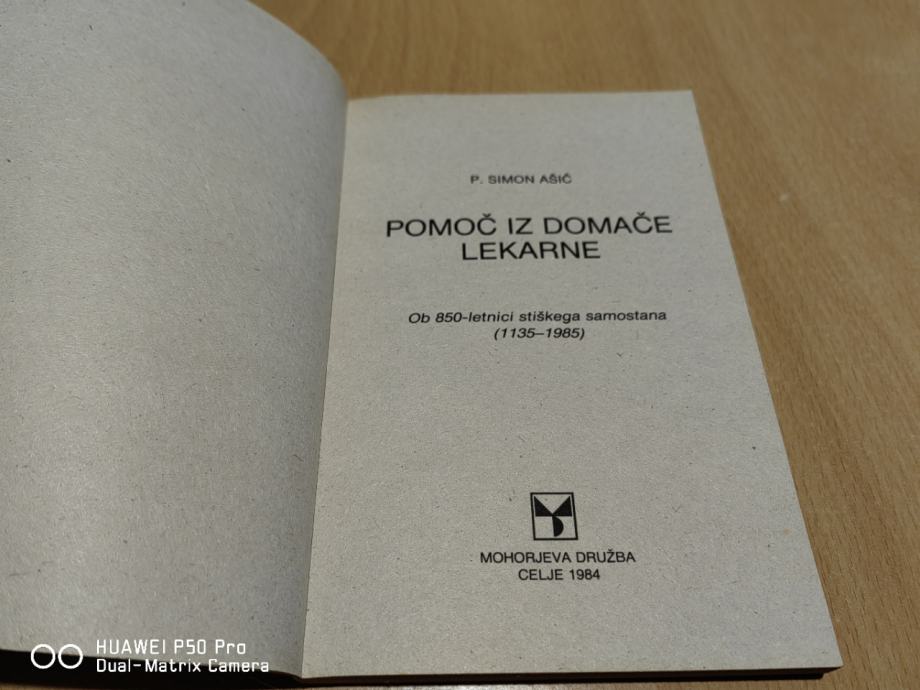 P. SIMON AŠIČ
POMOČ IZ DOMAČE
LEKARNE
Ob 850-letnici stiškega samostana
(1135–1985)
MOHORJEVA DRUŽBA
CELJE 1984
HUAWEI P50 Pro
Dual-Matrix Camera